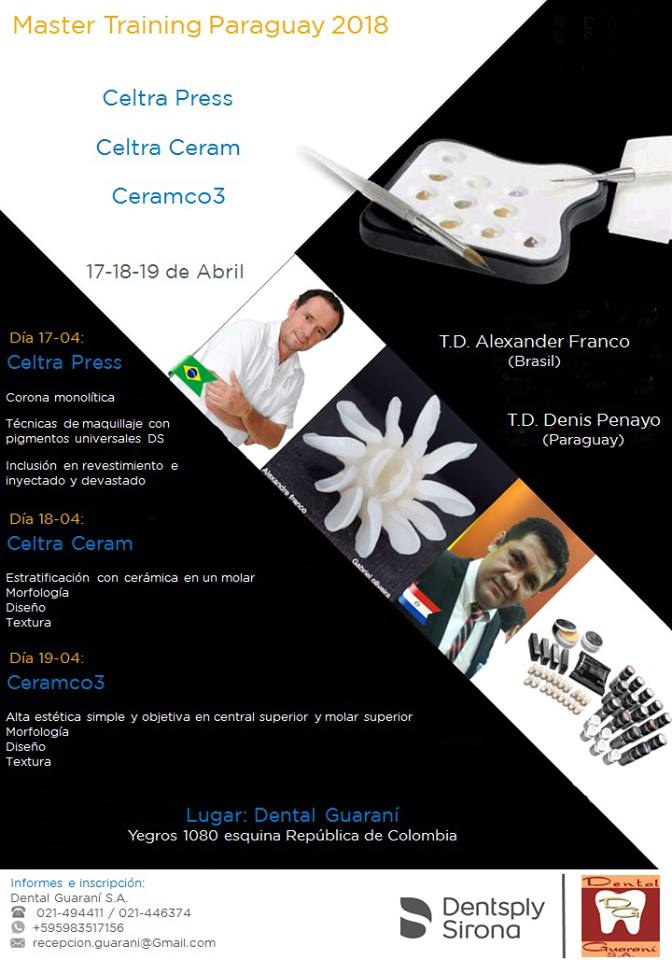 Master Training Paraguay 2018
Celtra Press
Celtra Ceram
Ceramco3
17-18-19 de Abril
Día 17-04:
Celtra Press
Corona monolítica
Técnicas de maquillaje con
pigmentos universales DS
Inclusión en revestimiento e
inyectado y devastado
Día 18-04:
Celtra Ceram
Estratificación con cerámica en un molar
Morfología
Diseño
Textura
Día 19-04:
Ceramco3
Alta estética simple y objetiva en central superior y molar superior
Morfología
Diseño
Textura
T.D. Alexander Franco
(Brasil)
T.D. Denis Penayo
(Paraguay)
Alexandre franco
Gabriel oliveira
Lugar: Dental Guaraní
Yegros 1080 esquina República de Colombia
Informes e inscripción:
Dental Guaraní S.A.
021-494411 / 021-446374
+595983517156
recepcion.guarani@Gmail.com
Dentsply
Sirona
Dental
DG
Guaraní
S.A.